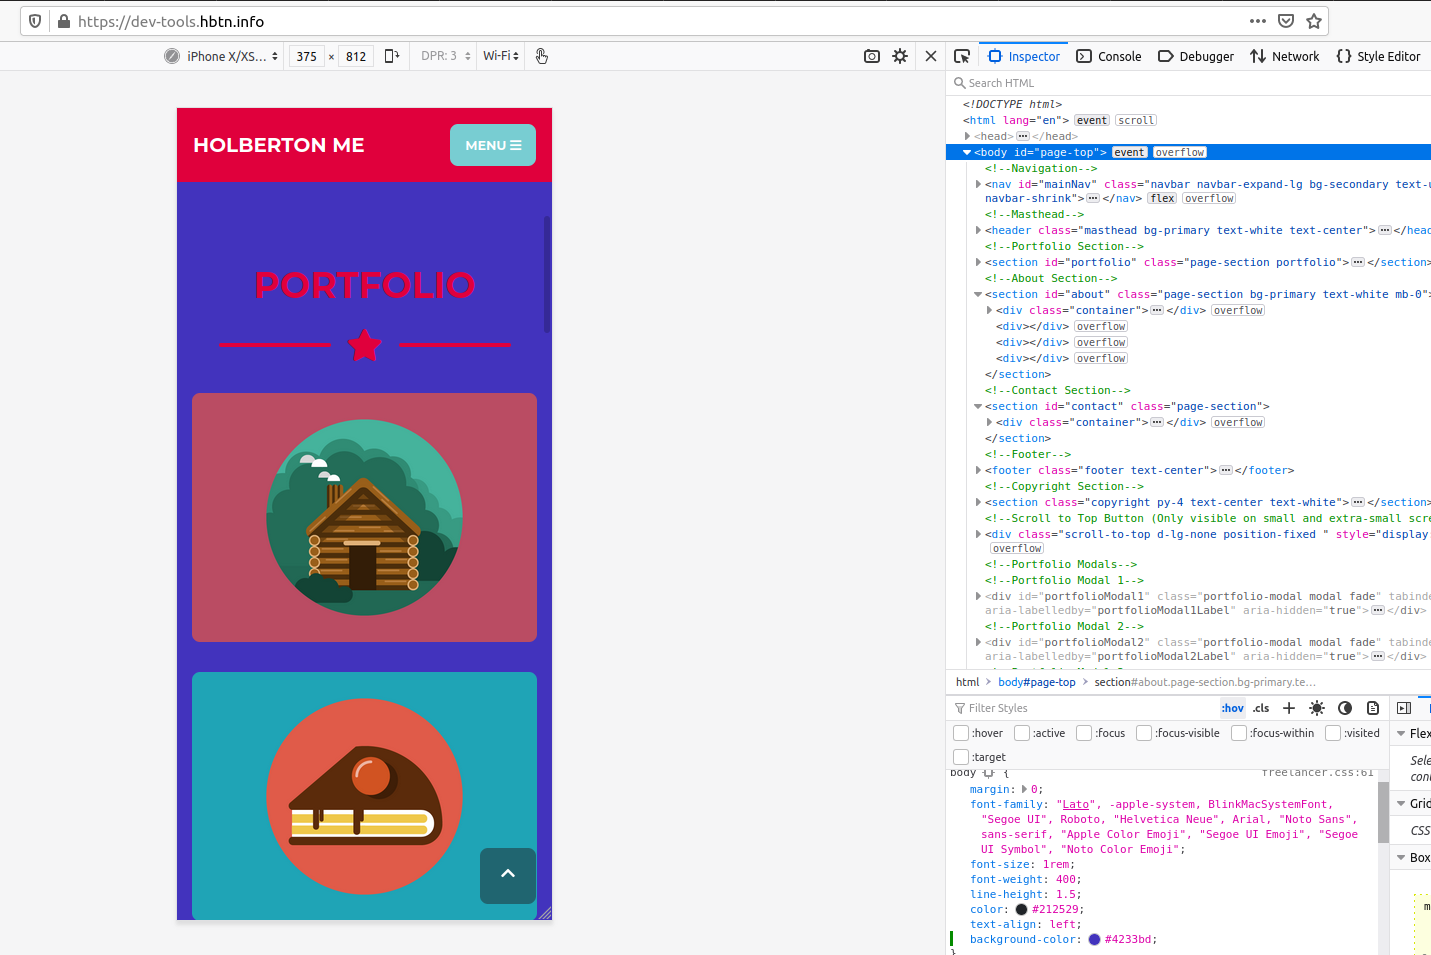 https://dev-tools.hbtn.info
iPhone X/XS... 375 × 812 DPR: 3 Wi-Fi
Inspector Console Debugger Network Style Editor
Search HTML
HOLBERTON ME
MENU
PORTFOLIO
<!DOCTYPE html>
<html lang="en"> event scroll
<head> ••• </head>
<body id="page-top"> event overflow
<!--Navigation-->
<nav id="mainNav" class="navbar navbar-expand-lg bg-secondary text-u
navbar-shrink"> ••• </nav> flex overflow
<!--Masthead-->
<header class="masthead bg-primary text-white text-center"> ••• </head
<!--Portfolio Section-->
<section id="portfolio" class="page-section portfolio"> ••• </section>
<!--About Section-->
<section id="about" class="page-section bg-primary text-white mb-0">
<div class="container"> ••• </div> overflow
<div></div> overflow
<div></div> overflow
<div></div> overflow
</section>
<!--Contact Section-->
<section id="contact" class="page-section">
<div class="container"> ••• </div> overflow
</section>
<!--Footer-->
<footer class="footer text-center"> ••• </footer>
<!--Copyright Section-->
<section class="copyright py-4 text-center text-white"> ••• </section>
<!--Scroll to Top Button (Only visible on small and extra-small scre
<div class="scroll-to-top d-lg-none position-fixed " style="display:
overflow
<!--Portfolio Modals-->
<!--Portfolio Modal 1-->
<div id="portfolioModal1" class="portfolio-modal modal fade" tabinde
aria-labelledby="portfolioModal1Label" aria-hidden="true"> ••• </div>
<!--Portfolio Modal 2-->
<div id="portfolioModal2" class="portfolio-modal modal fade" tabinde
aria-labelledby="portfolioModal2Label" aria-hidden="true"> ••• </div>
html > body#page-top > section#about.page-section.bg-primary.te...
Filter Styles :hov .cls +
:hover :active :focus :focus-visible :focus-within :visited
:target
body { freelancer.css:61
margin: 0;
font-family: "Lato", -apple-system, BlinkMacSystemFont,
"Segoe UI", Roboto, "Helvetica Neue", Arial, "Noto Sans",
sans-serif, "Apple Color Emoji", "Segoe UI Emoji", "Segoe
UI Symbol", "Noto Color Emoji";
font-size: 1rem;
font-weight: 400;
line-height: 1.5;
color: #212529;
text-align: left;
background-color: #4233bd;
}
Flex
Sele
cont
Grid
CSS
Box
m